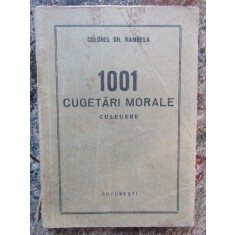 COLONEL GH. RAMBELA
1001
CUGETĂRI MORALE
CULEGERE
BUCUREȘTI